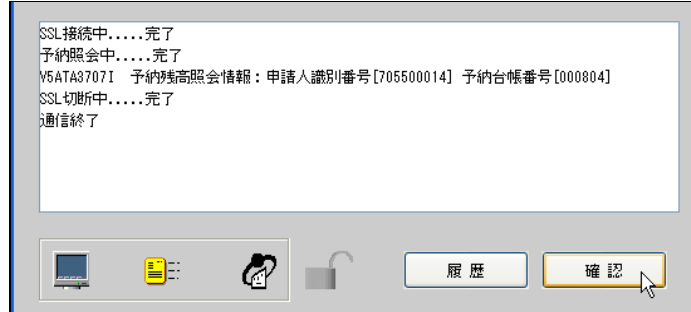 SSL接続中.....完了
予納照会中.....完了
V5ATA3707I　予納残高照会情報：申請人識別番号[705500014] 予納台帳番号[000804]
SSL切断中.....完了
通信終了
履 歴
確 認